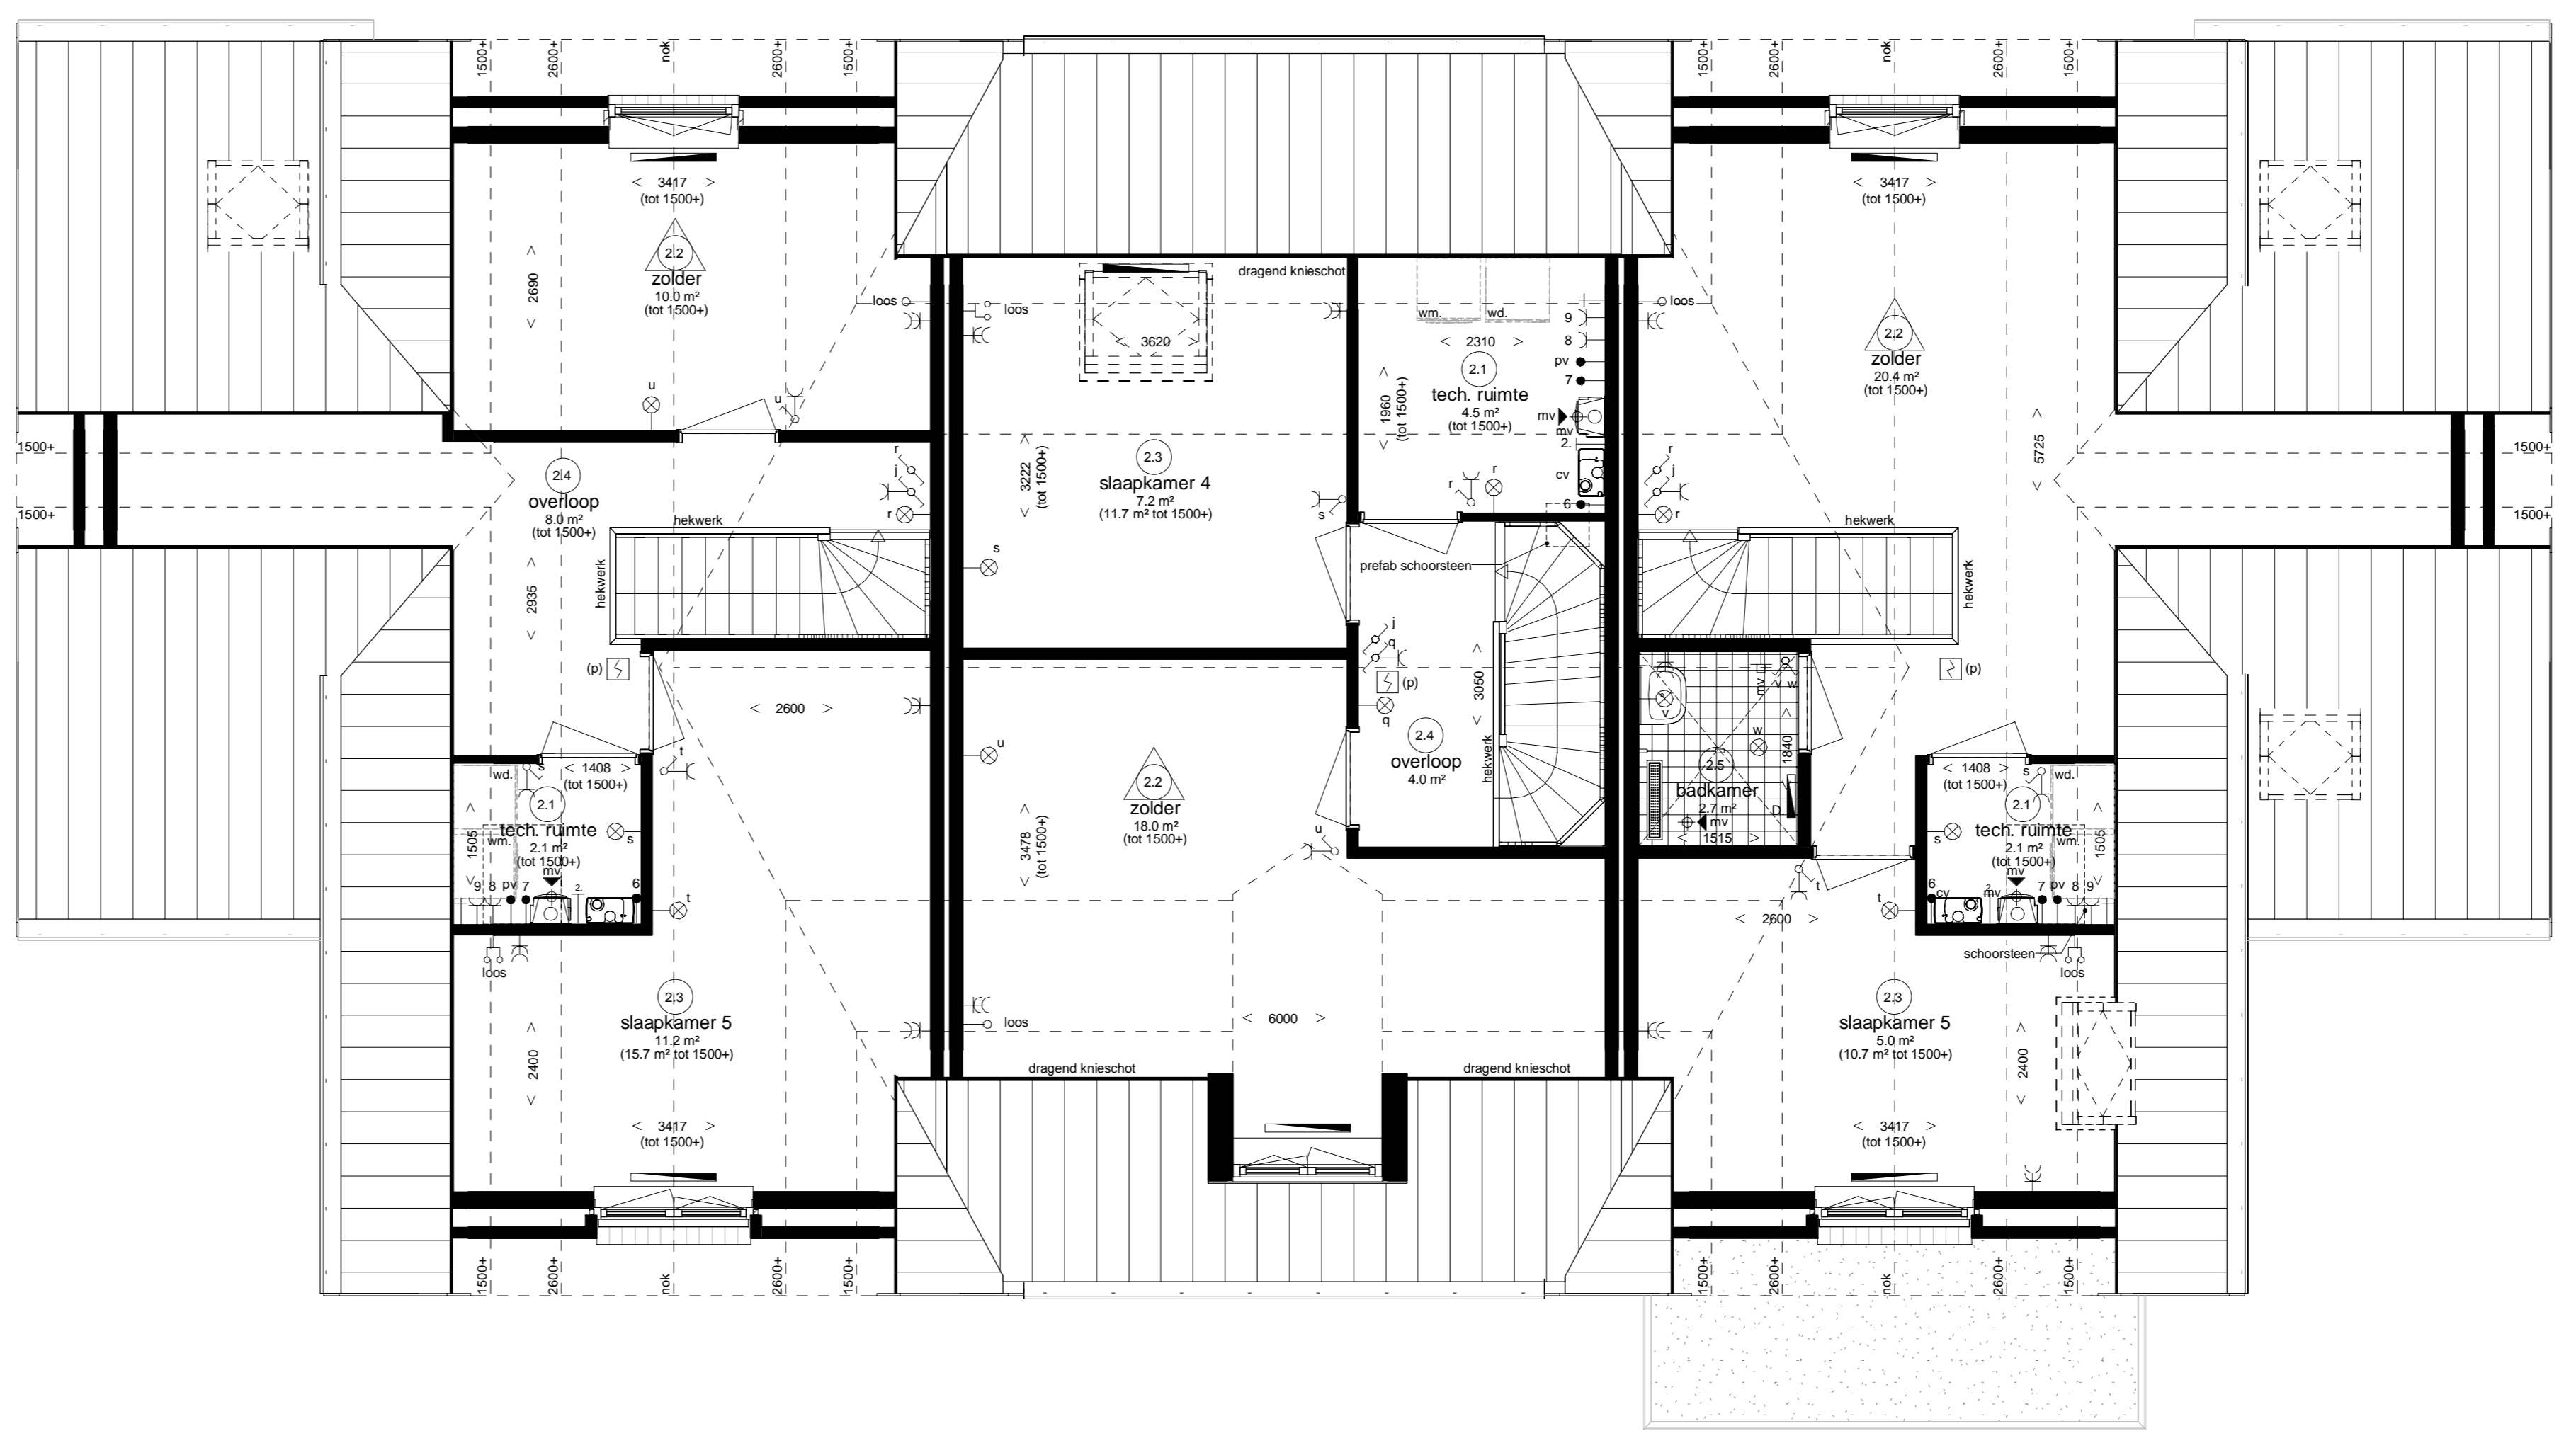 1500+
2600+
nok
2600+
1500+
1500+
2600+
nok
2600+
1500+
< 3417 >
(tot 1500+)
2.2
zolder
10.0 m²
(tot 1500+)
< 2690 >
loos
u
u
1500+
1500+
2.4
overloop
8.0 m²
(tot 1500+)
r
j
r
hekwerk
hekwerk
< 2935 >
(p)
< 2600 >
t
wd.
s
< 1408 >
(tot 1500+)
2.1
tech. ruimte
2.1 m²
(tot 1500+)
wm.
< 1505 >
s
mv
9 8 pv 7
2.
6
t
loos
2.3
slaapkamer 5
11.2 m²
(15.7 m² tot 1500+)
< 2400 >
< 3417 >
(tot 1500+)
1500+
2600+
nok
2600+
1500+
dragend knieschot
loos
< 3620 >
2.3
slaapkamer 4
7.2 m²
(11.7 m² tot 1500+)
< 3222 >
(tot 1500+)
s
s
wm.
wd.
< 2310 >
2.1
tech. ruimte
4.5 m²
(tot 1500+)
< 1960 >
(tot 1500+)
9
8
pv
7
mv
mv
2.
cv
6
r
r
prefab schoorsteen
j
q
(p)
q
< 3050 >
2.4
overloop
4.0 m²
hekwerk
u
2.2
zolder
18.0 m²
(tot 1500+)
< 3478 >
(tot 1500+)
u
loos
< 6000 >
dragend knieschot
dragend knieschot
< 3417 >
(tot 1500+)
2.2
zolder
20.4 m²
(tot 1500+)
loos
< 5725 >
r
j
r
hekwerk
hekwerk
1500+
1500+
(p)
mv
w
v
w
< 1840
2.5
badkamer
2.7 m²
mv
< 1515 >
D.
< 1408 >
(tot 1500+)
s
wd.
2.1
tech. ruimte
2.1 m²
(tot 1500+)
wm.
< 1505 >
s
mv
6
cv
2.
mv
7 pv 8 9
t
t
< 2600 >
schoorsteen
loos
2.3
slaapkamer 5
5.0 m²
(10.7 m² tot 1500+)
< 2400 >
< 3417 >
(tot 1500+)
1500+
2600+
nok
2600+
1500+